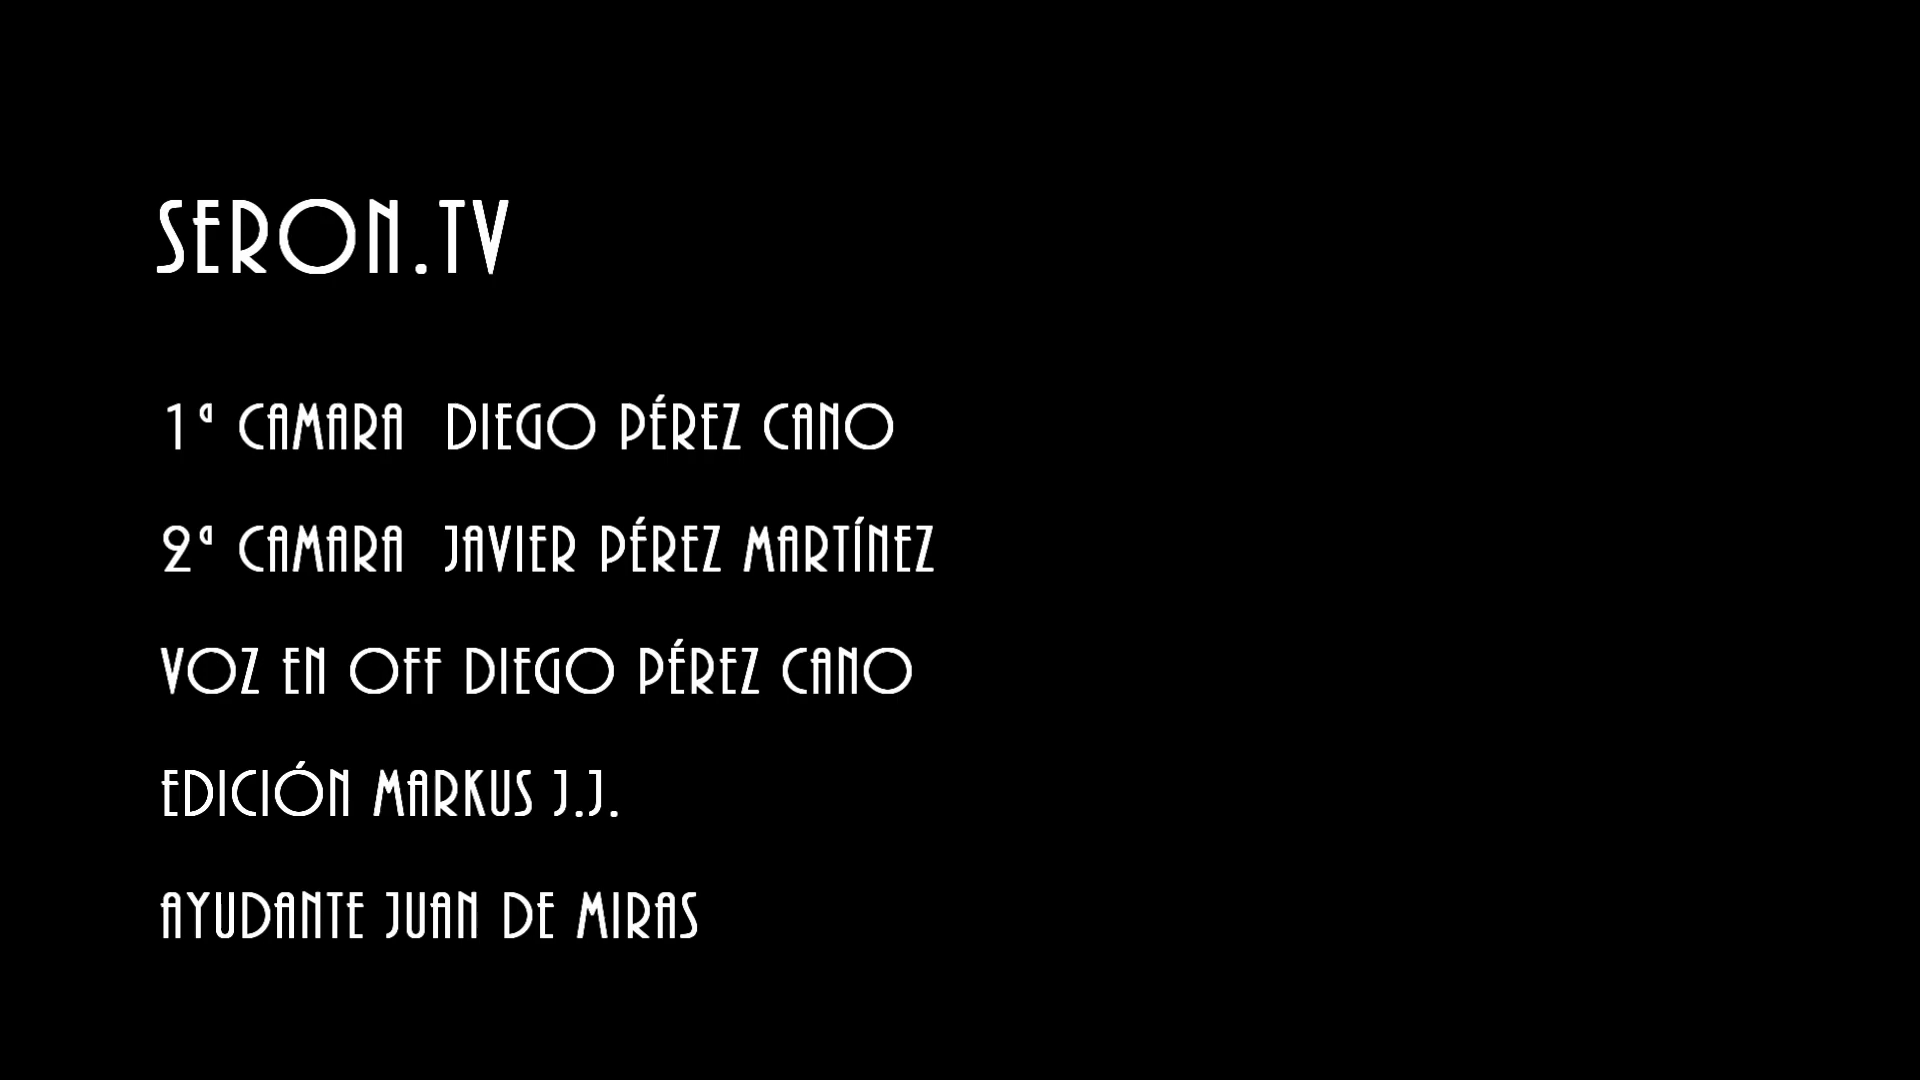 SERON.TV
1ª CAMARA DIEGO PÉREZ CANO
2ª CAMARA JAVIER PÉREZ MARTÍNEZ
VOZ EN OFF DIEGO PÉREZ CANO
EDICIÓN MARKUS J.J.
AYUDANTE JUAN DE MIRAS